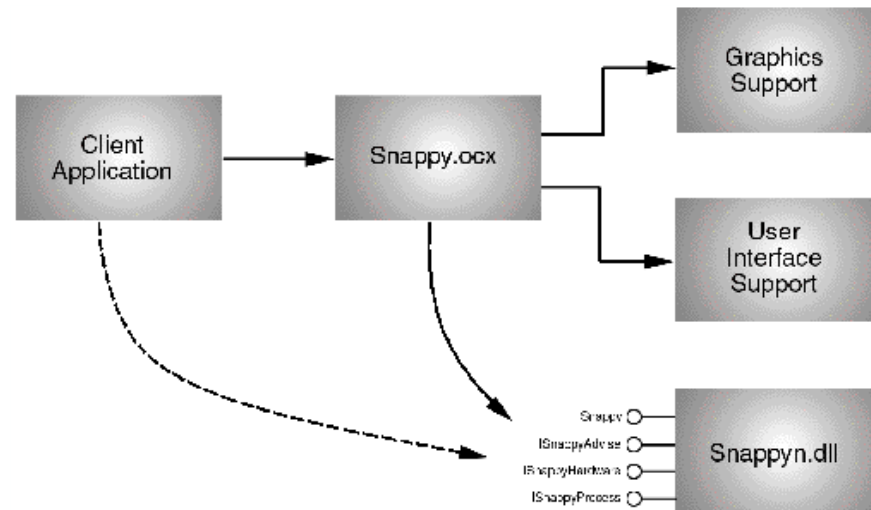 Graphics
Support
Client
Application
Snappy.ocx
User
Interface
Support
Snappy
ISnappyAdvise
ISnappyHardware
ISnappyProcess
Snappyn.dll